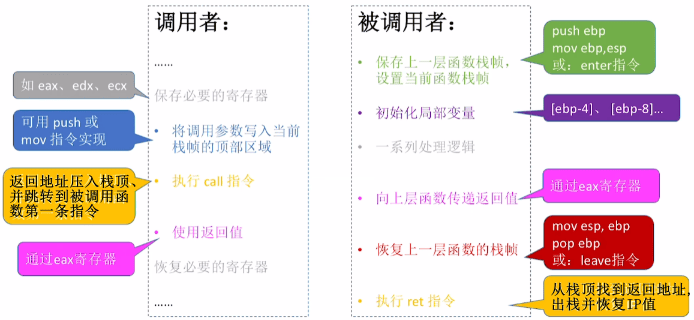 调用者：
……
如 eax、edx、ecx
保存必要的寄存器
可用 push 或
mov 指令实现
• 将调用参数写入当前
栈帧的顶部区域
返回地址压入栈顶、
并跳转到被调用函
数第一条指令
• 执行 call 指令
• 使用返回值
通过eax寄存器
恢复必要的寄存器
……
被调用者：
push ebp
mov ebp,esp
或：enter指令
• 保存上一层函数栈帧，
设置当前函数栈帧
• 初始化局部变量
[ebp-4]、 [ebp-8]...
• 一系列处理逻辑
• 向上层函数传递返回值
通过eax寄存器
mov esp, ebp
pop ebp
或：leave指令
• 恢复上一层函数的栈帧
• 执行 ret 指令
从栈顶找到返回地址,
出栈并恢复IP值